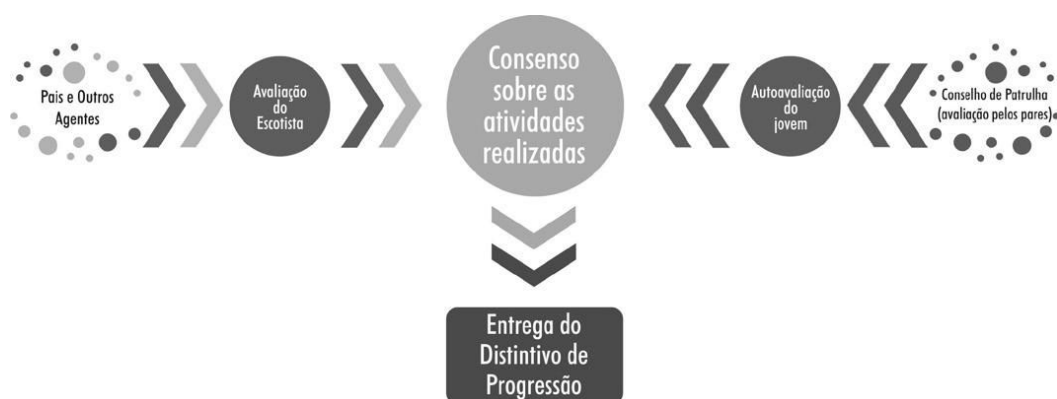 Pais e Outros
Agentes
Avaliação
do
Escotista
Consenso
sobre as
atividades
realizadas
Autoavaliação
do
jovem
Conselho de Patrulha
(avaliação pelos pares)
Entrega do
Distintivo de
Progressão